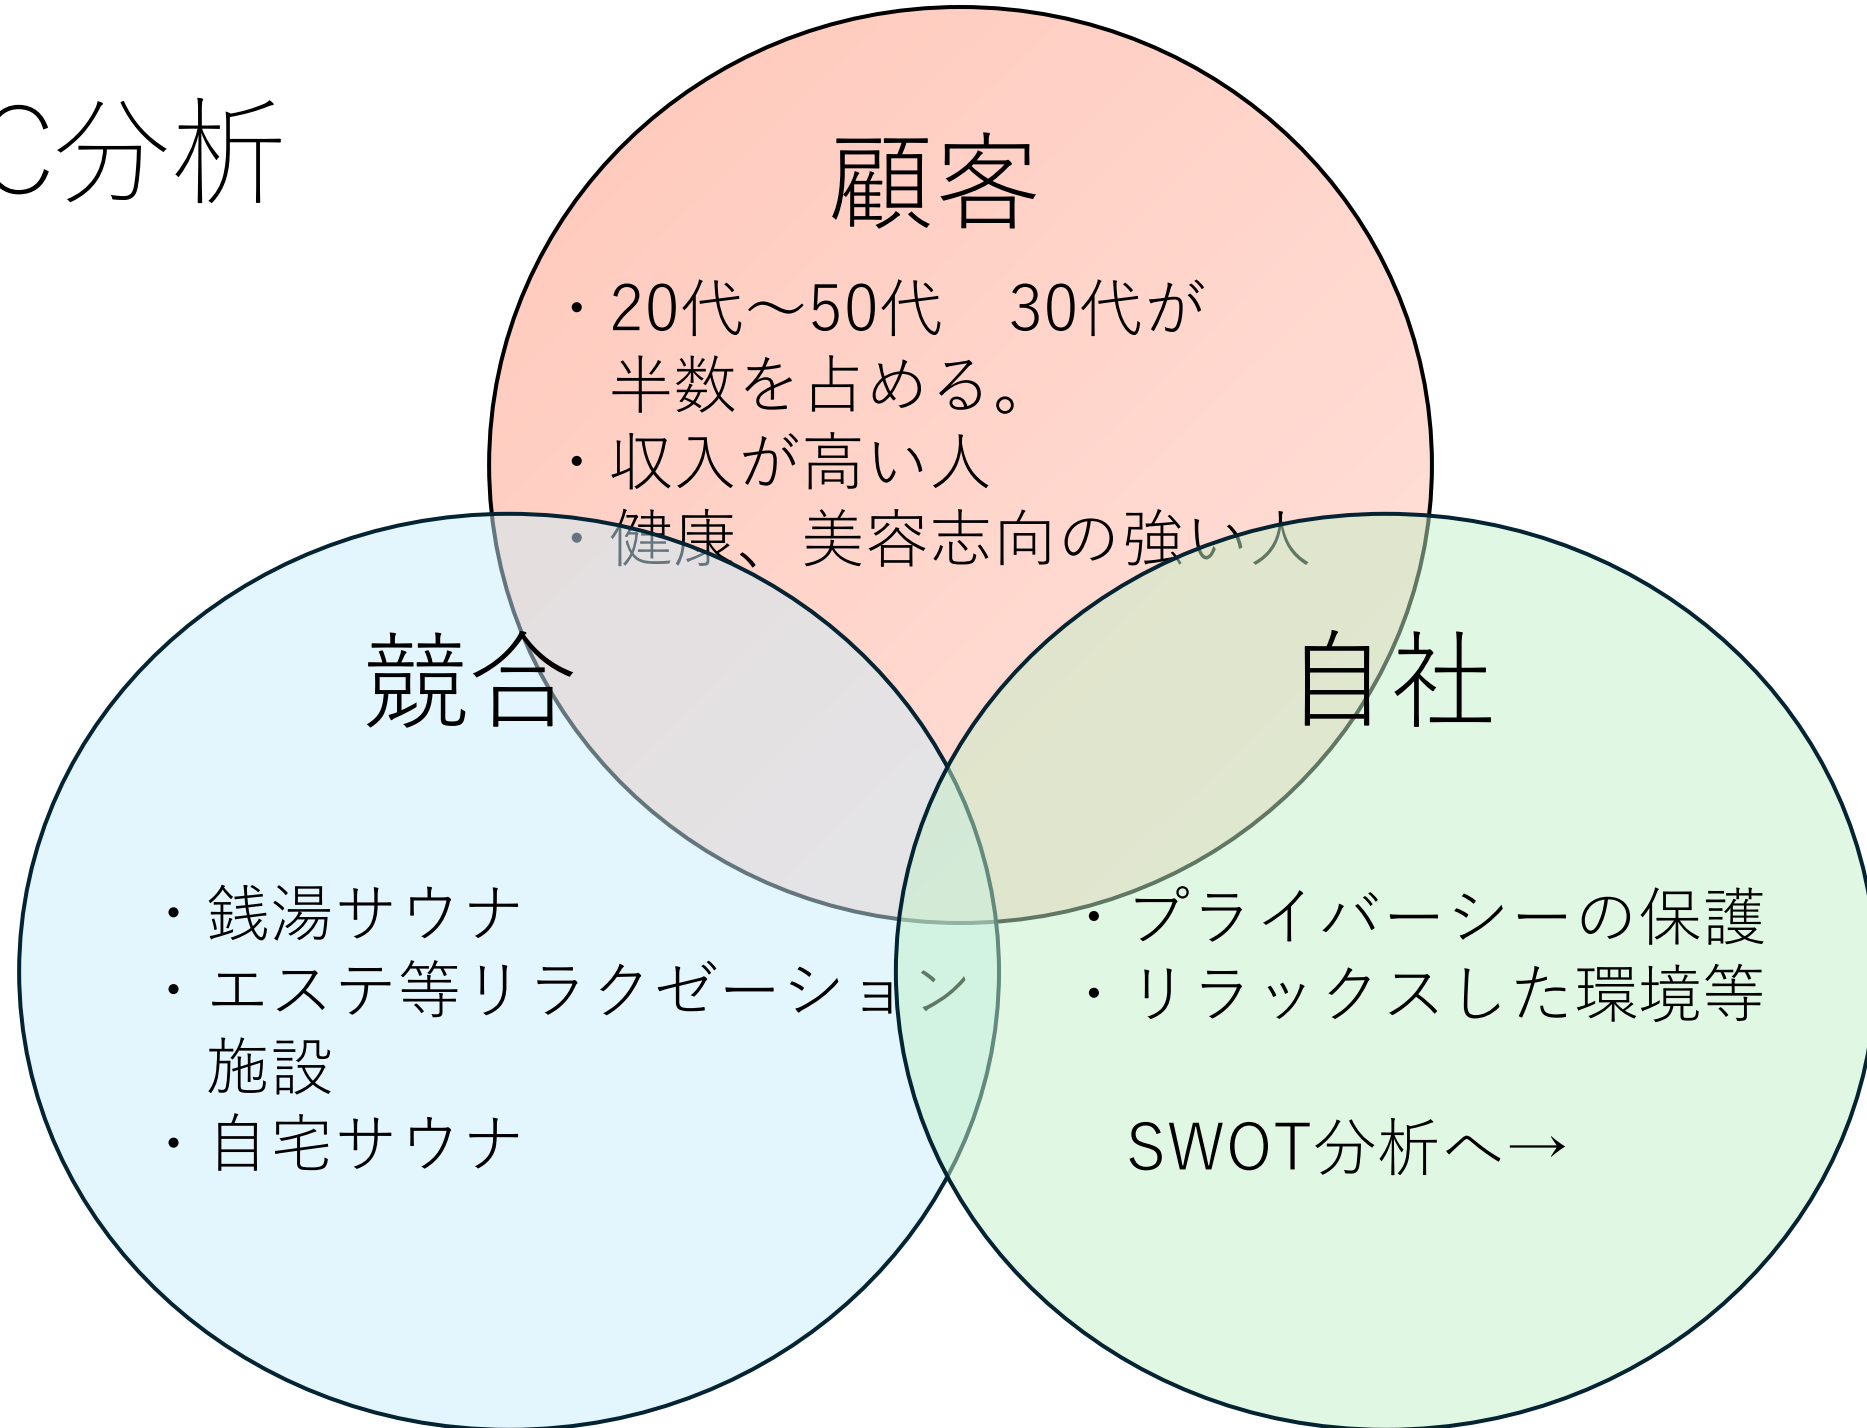 C分析
顧客
・20代～50代　30代が
半数を占める。
・収入が高い人
・健康、美容志向の強い人
競合
自社
・銭湯サウナ
・エステ等リラクゼーション
施設
・自宅サウナ
・プライバーシーの保護
・リラックスした環境等
SWOT分析へ→